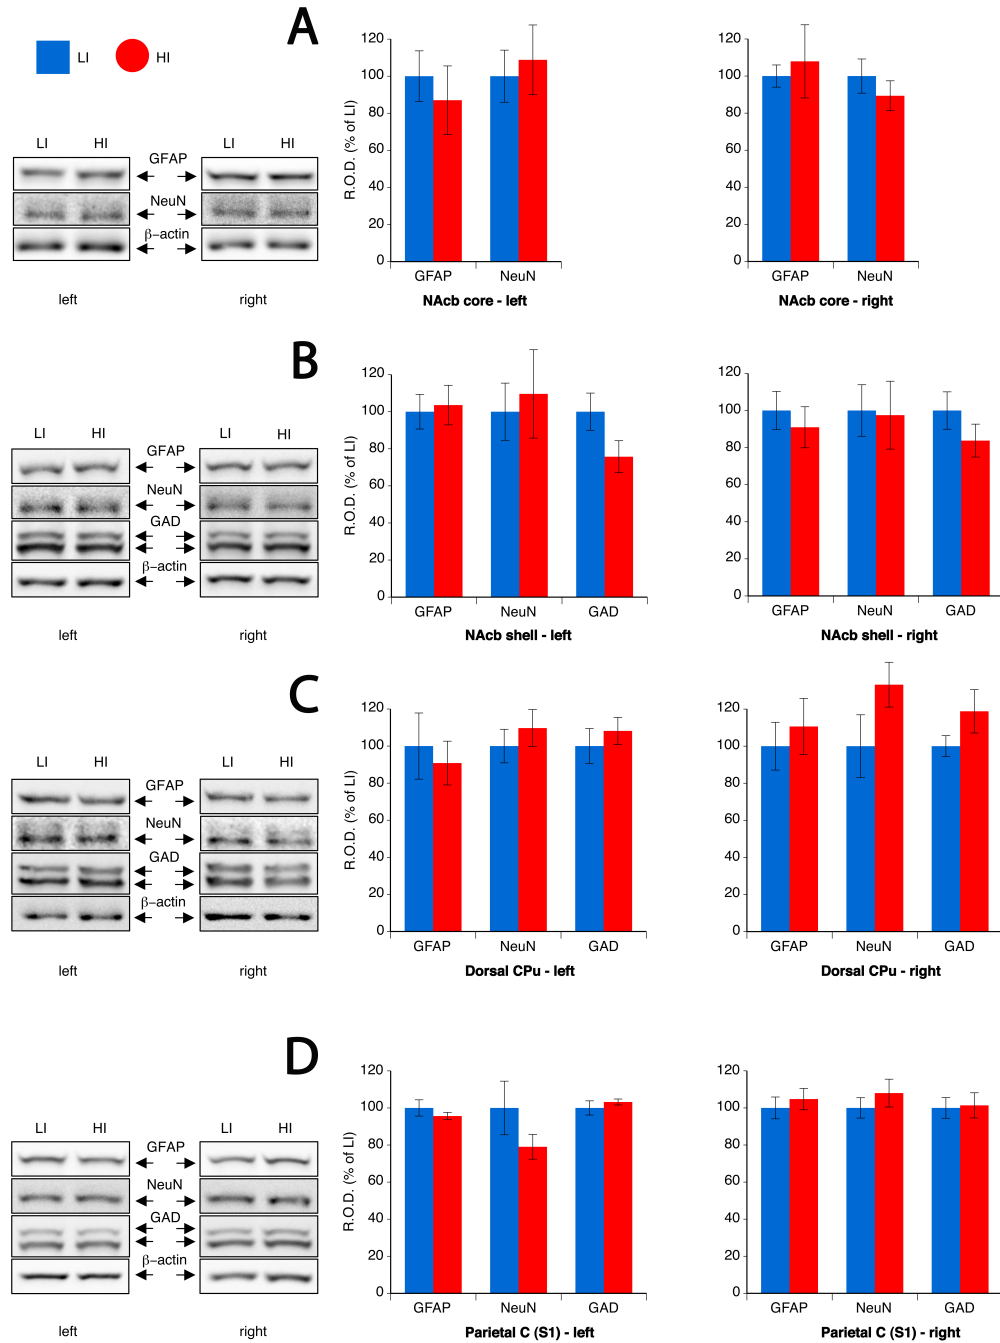 A
LI
HI
LI HI LI HI
GFAP
NeuN
β-actin
left right
R.O.D. (% of LI)
120
100
80
60
40
20
0
GFAP NeuN
NAcb core - left
120
100
80
60
40
20
0
GFAP NeuN
NAcb core - right
B
LI HI LI HI
GFAP
NeuN
GAD
β-actin
left right
R.O.D. (% of LI)
120
100
80
60
40
20
0
GFAP NeuN GAD
NAcb shell - left
120
100
80
60
40
20
0
GFAP NeuN GAD
NAcb shell - right
C
LI HI LI HI
GFAP
NeuN
GAD
β-actin
left right
R.O.D. (% of LI)
120
100
80
60
40
20
0
GFAP NeuN GAD
Dorsal CPu - left
120
100
80
60
40
20
0
GFAP NeuN GAD
Dorsal CPu - right
D
LI HI LI HI
GFAP
NeuN
GAD
β-actin
left right
R.O.D. (% of LI)
120
100
80
60
40
20
0
GFAP NeuN GAD
Parietal C (S1) - left
120
100
80
60
40
20
0
GFAP NeuN GAD
Parietal C (S1) - right